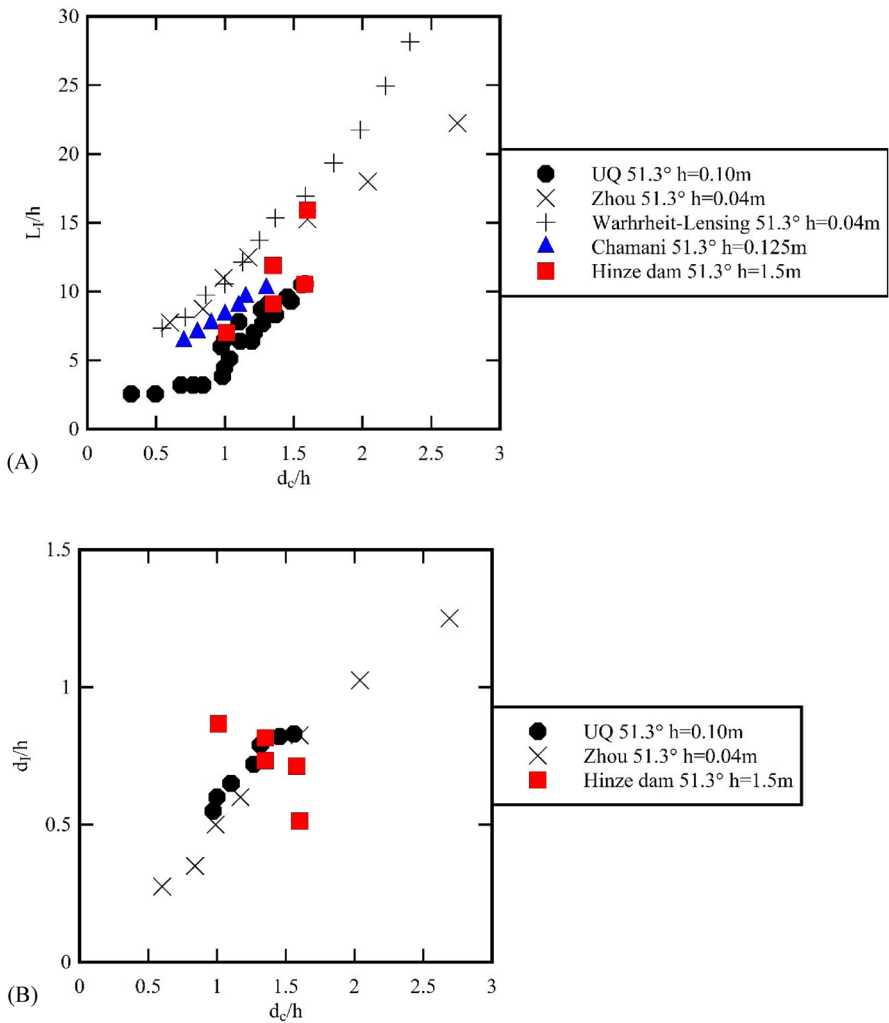 30
25
20
15
10
5
0
L_I/h
0 0.5 1 1.5 2 2.5 3
d_c/h
(A)
UQ 51.3° h=0.10m
Zhou 51.3° h=0.04m
Warhrheit-Lensing 51.3° h=0.04m
Chamani 51.3° h=0.125m
Hinze dam 51.3° h=1.5m
1.5
1
0.5
0
d_I/h
0 0.5 1 1.5 2 2.5 3
d_c/h
(B)
UQ 51.3° h=0.10m
Zhou 51.3° h=0.04m
Hinze dam 51.3° h=1.5m